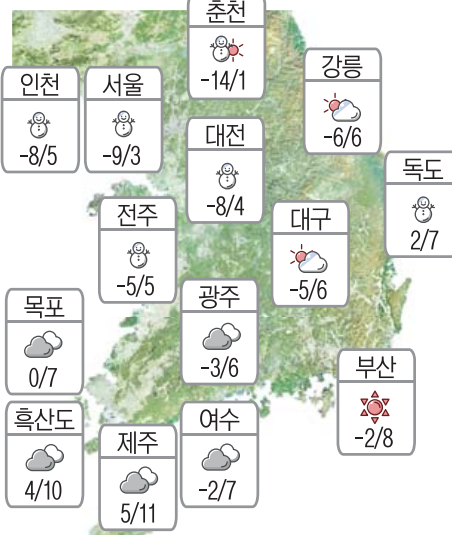 춘천
-14/1
강릉
-6/6
인천
-8/5
서울
-9/3
대전
-8/4
독도
2/7
전주
-5/5
대구
-5/6
광주
-3/6
목포
0/7
부산
-2/8
흑산도
4/10
제주
5/11
여수
-2/7